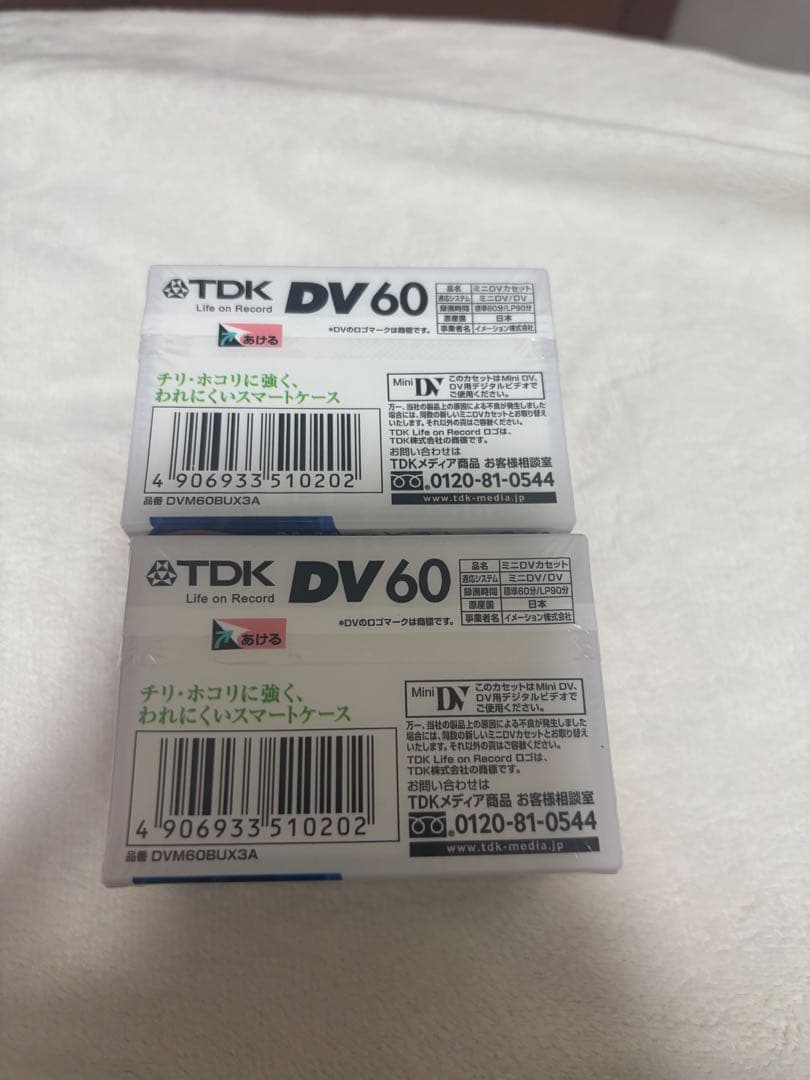 TDK
Life on Record
DV60
*DVのロゴマークは商標です。
品名 ミニDVカセット
適応システム ミニDV/DV
録画時間 標準60分/LP90分
原産国 日本
事業者名 イメーション株式会社
あける
チリ・ホコリに強く、
われにくいスマートケース
4 906933 510202
品番 DVM60BUX3A
Mini DV
このカセットはMini DV、
DV用デジタルビデオで
ご使用ください。
万一、当社の製品上の原因による不良が発生しました
場合には、同数の新しいミニDVカセットとお取り替え
いたします。それ以外の責はご容赦ください。
TDK Life on Record ロゴは、
TDK株式会社の商標です。
お問い合わせは
TDKメディア商品 お客様相談室
0120-81-0544
www.tdk-media.jp
TDK
Life on Record
DV60
*DVのロゴマークは商標です。
品名 ミニDVカセット
適応システム ミニDV/DV
録画時間 標準60分/LP90分
原産国 日本
事業者名 イメーション株式会社
あける
チリ・ホコリに強く、
われにくいスマートケース
4 906933 510202
品番 DVM60BUX3A
Mini DV
このカセットはMini DV、
DV用デジタルビデオで
ご使用ください。
万一、当社の製品上の原因による不良が発生しました
場合には、同数の新しいミニDVカセットとお取り替え
いたします。それ以外の責はご容赦ください。
TDK Life on Record ロゴは、
TDK株式会社の商標です。
お問い合わせは
TDKメディア商品 お客様相談室
0120-81-0544
www.tdk-media.jp